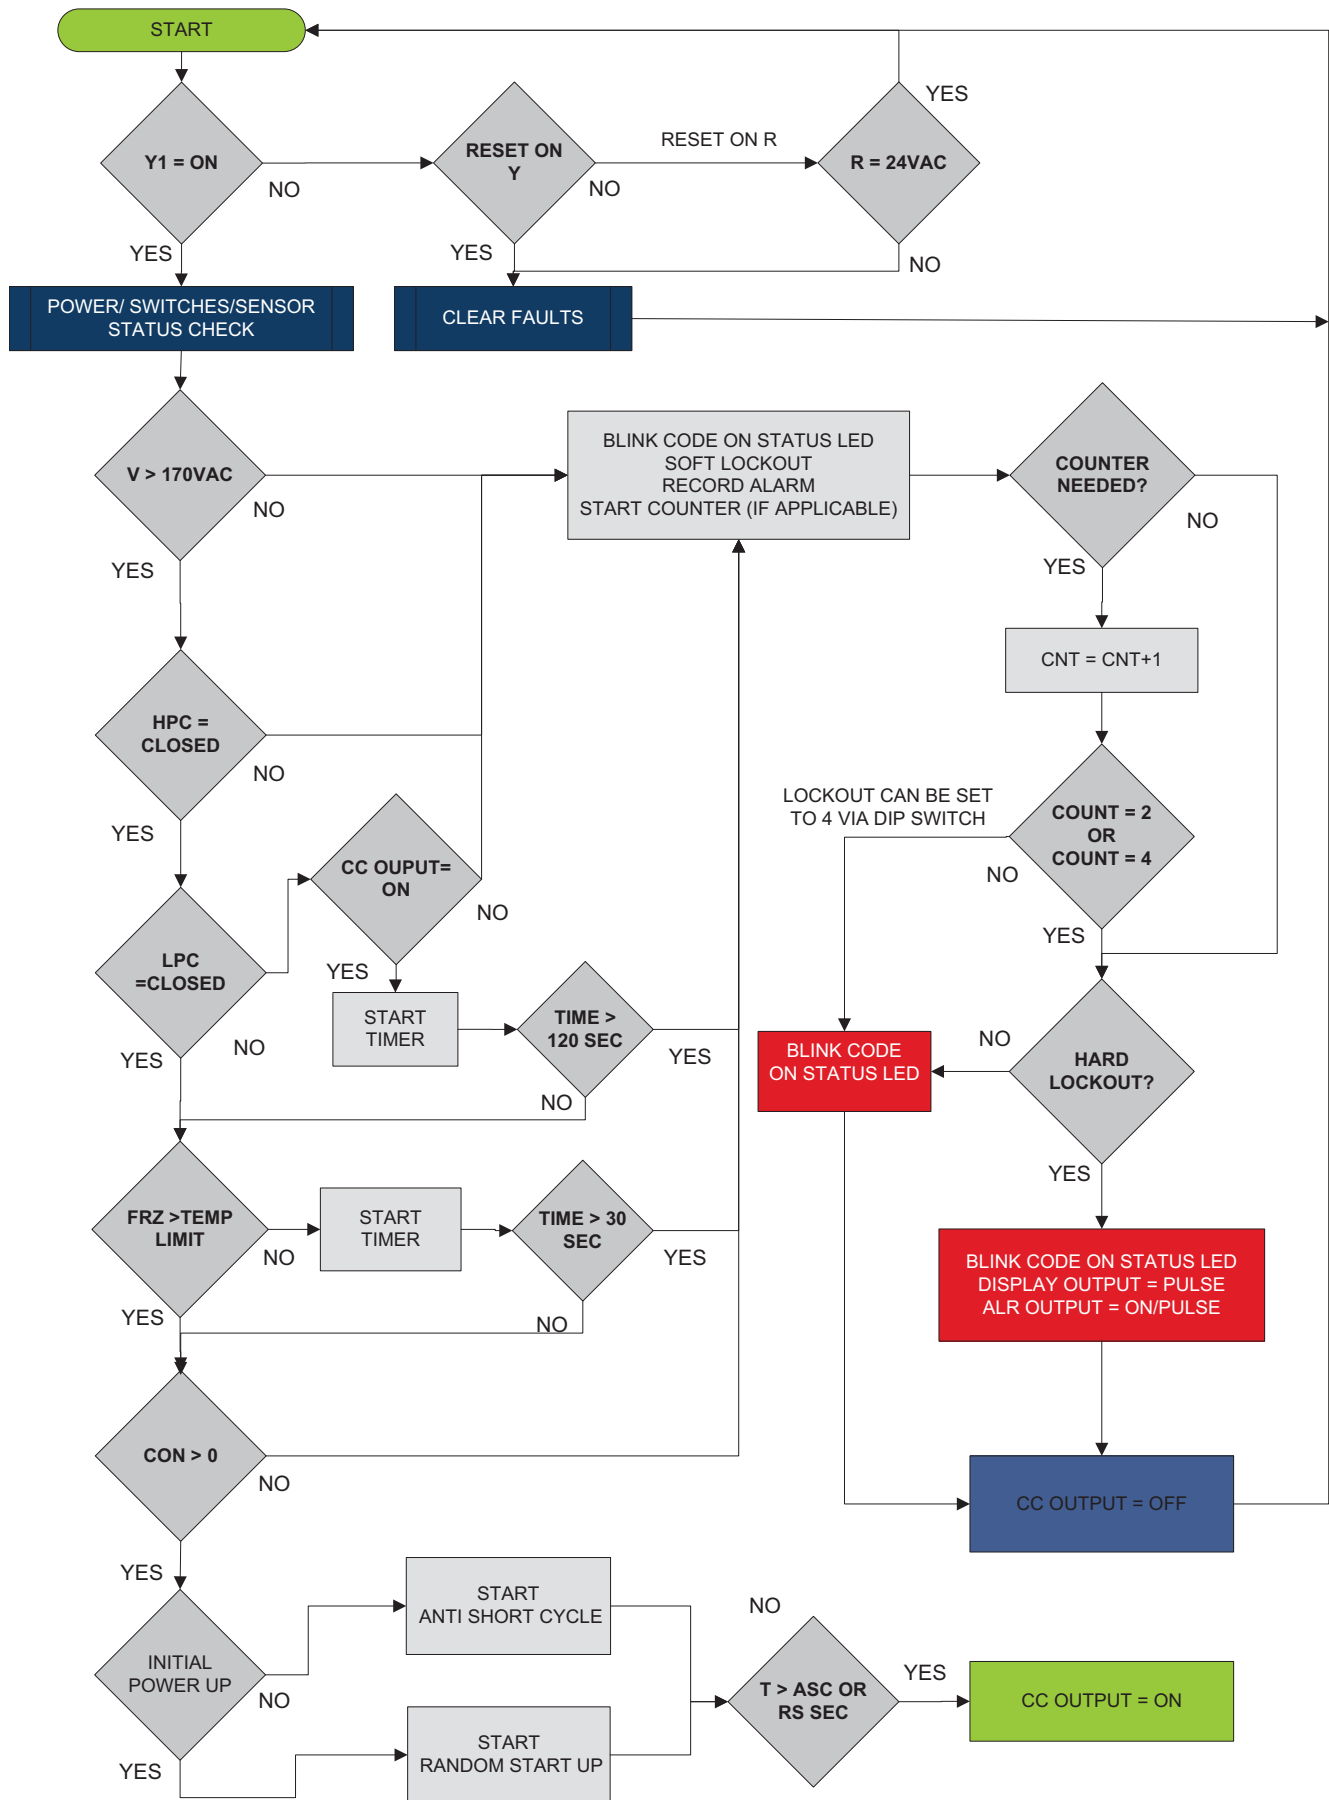 START
YES
Y1 = ON
NO
RESET ON
Y
NO
RESET ON R
R = 24VAC
YES
YES
NO
POWER/ SWITCHES/SENSOR
STATUS CHECK
CLEAR FAULTS
V > 170VAC
NO
BLINK CODE ON STATUS LED
SOFT LOCKOUT
RECORD ALARM
START COUNTER (IF APPLICABLE)
COUNTER
NEEDED?
NO
YES
YES
CNT = CNT+1
HPC =
CLOSED
NO
YES
LOCKOUT CAN BE SET
TO 4 VIA DIP SWITCH
COUNT = 2
OR
COUNT = 4
NO
YES
CC OUPUT=
ON
NO
YES
LPC
=CLOSED
NO
YES
START
TIMER
TIME >
120 SEC
YES
NO
BLINK CODE
ON STATUS LED
NO
HARD
LOCKOUT?
YES
FRZ >TEMP
LIMIT
NO
YES
START
TIMER
TIME > 30
SEC
YES
NO
BLINK CODE ON STATUS LED
DISPLAY OUTPUT = PULSE
ALR OUTPUT = ON/PULSE
CON > 0
NO
YES
CC OUTPUT = OFF
INITIAL
POWER UP
NO
YES
START
ANTI SHORT CYCLE
START
RANDOM START UP
NO
T > ASC OR
RS SEC
YES
CC OUTPUT = ON